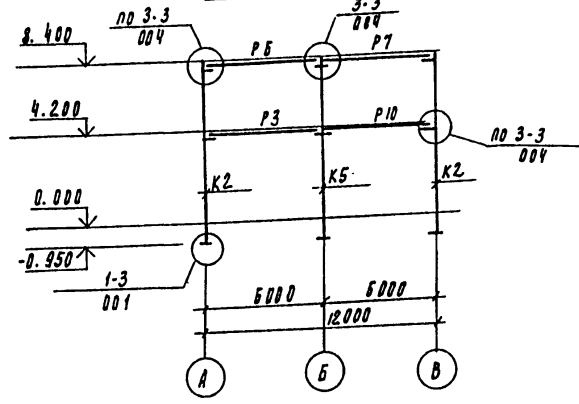 по 3-3
004
3-3
004
8.400
Р6
Р7
4.200
Р3
Р10
по 3-3
004
К2
К5
К2
0.000
-0.950
1-3
001
6000
6000
12000
А
Б
В